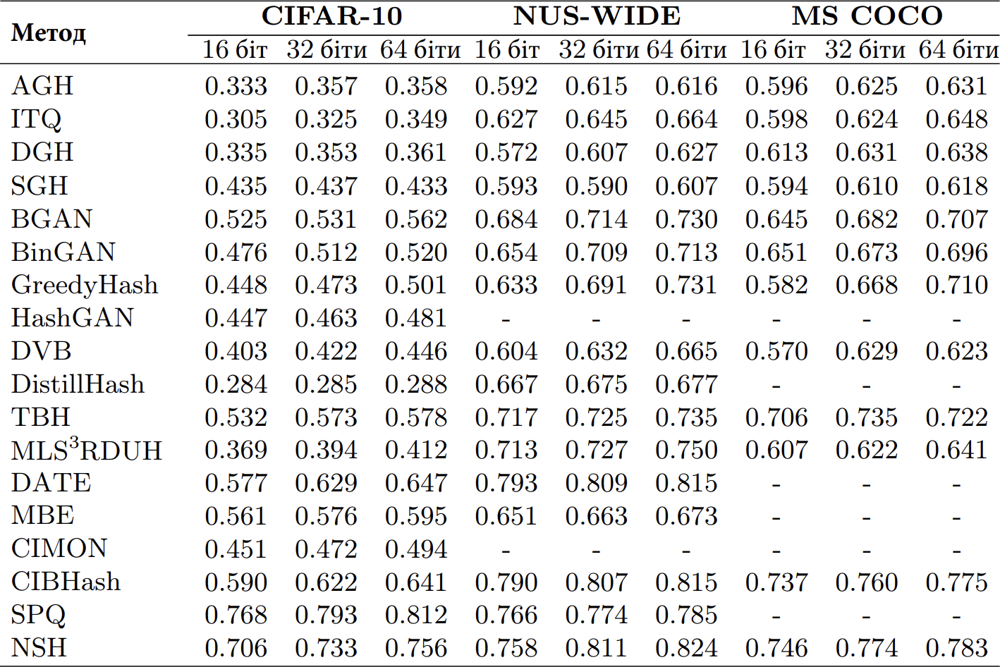 CIFAR-10 NUS-WIDE MS COCO
Метод
16 біт 32 біти 64 біти 16 біт 32 біти 64 біти 16 біт 32 біти 64 біти
AGH 0.333 0.357 0.358 0.592 0.615 0.616 0.596 0.625 0.631
ITQ 0.305 0.325 0.349 0.627 0.645 0.664 0.598 0.624 0.648
DGH 0.335 0.353 0.361 0.572 0.607 0.627 0.613 0.631 0.638
SGH 0.435 0.437 0.433 0.593 0.590 0.607 0.594 0.610 0.618
BGAN 0.525 0.531 0.562 0.684 0.714 0.730 0.645 0.682 0.707
BinGAN 0.476 0.512 0.520 0.654 0.709 0.713 0.651 0.673 0.696
GreedyHash 0.448 0.473 0.501 0.633 0.691 0.731 0.582 0.668 0.710
HashGAN 0.447 0.463 0.481 - - - - - -
DVB 0.403 0.422 0.446 0.604 0.632 0.665 0.570 0.629 0.623
DistillHash 0.284 0.285 0.288 0.667 0.675 0.677 - - -
TBH 0.532 0.573 0.578 0.717 0.725 0.735 0.706 0.735 0.722
MLS³RDUH 0.369 0.394 0.412 0.713 0.727 0.750 0.607 0.622 0.641
DATE 0.577 0.629 0.647 0.793 0.809 0.815 - - -
MBE 0.561 0.576 0.595 0.651 0.663 0.673 - - -
CIMON 0.451 0.472 0.494 - - - - - -
CIBHash 0.590 0.622 0.641 0.790 0.807 0.815 0.737 0.760 0.775
SPQ 0.768 0.793 0.812 0.766 0.774 0.785 - - -
NSH 0.706 0.733 0.756 0.758 0.811 0.824 0.746 0.774 0.783